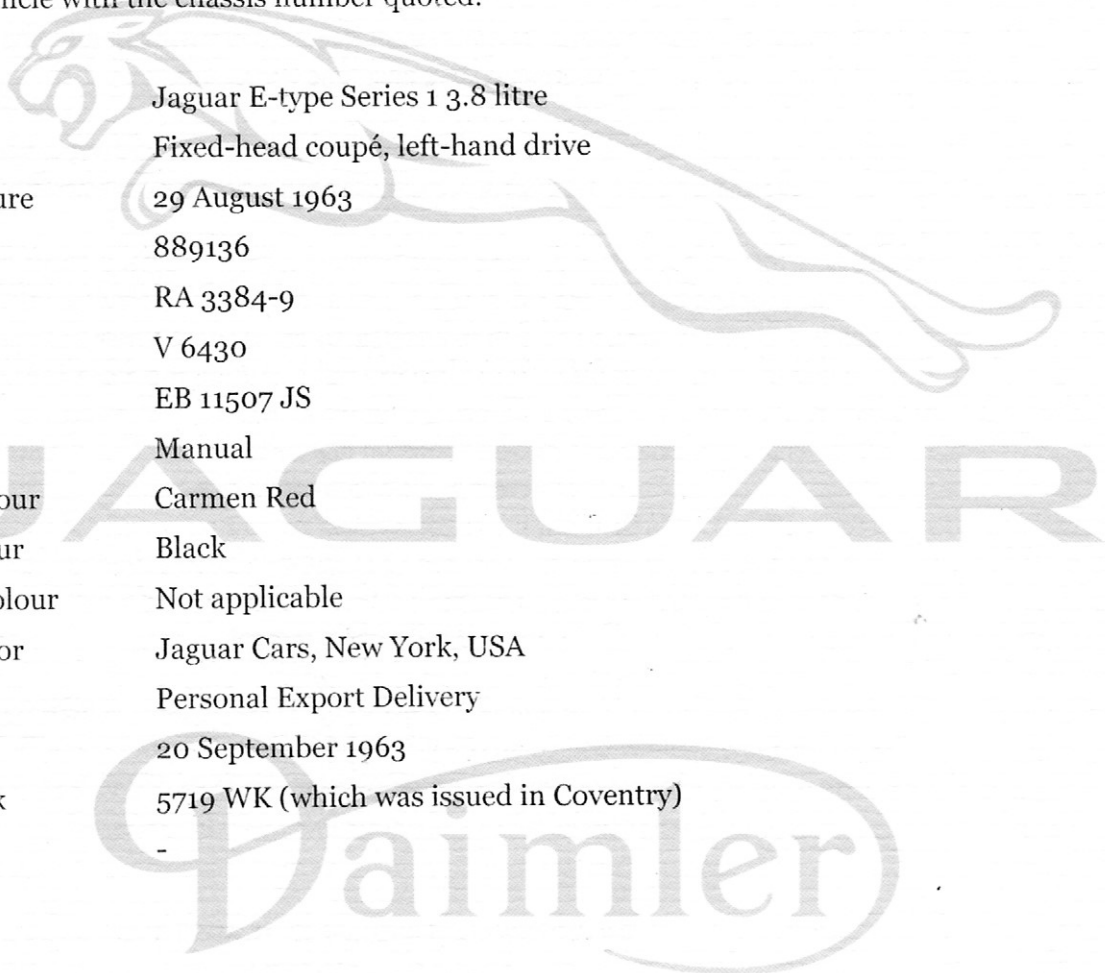 with the chassis number quoted.
Jaguar E-type Series 1 3.8 litre
Fixed-head coupé, left-hand drive
ure 29 August 1963
889136
RA 3384-9
V 6430
EB 11507 JS
Manual
JAGUAR
our Carmen Red
ur Black
olour Not applicable
or Jaguar Cars, New York, USA
Personal Export Delivery
20 September 1963
k 5719 WK (which was issued in Coventry)
-
Daimler